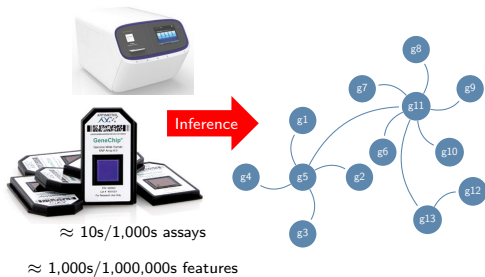 GeneChip®
Inference
g8
g7
g9
g11
g1
g6
g10
g5
g2
g4
g12
g13
g3
≈ 10s/1,000s assays
≈ 1,000s/1,000,000s features